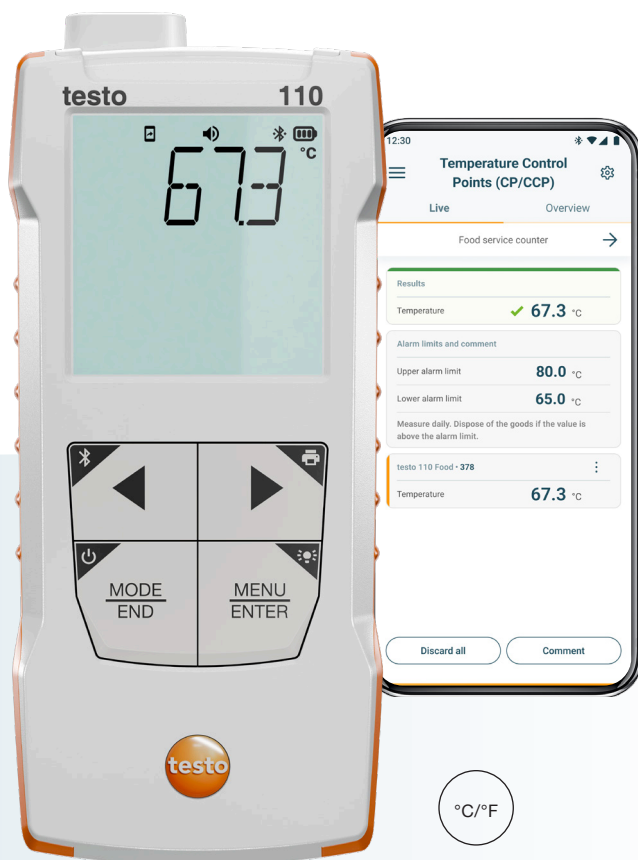 testo 110
°C
67.3
MODE
END
MENU
ENTER
testo
12:30
Temperature Control
Points (CP/CCP)
Live Overview
Food service counter
Results
Temperature 67.3 °C
Alarm limits and comment
Upper alarm limit 80.0 °C
Lower alarm limit 65.0 °C
Measure daily. Dispose of the goods if the value is
above the alarm limit.
testo 110 Food • 378
Temperature 67.3 °C
Discard all Comment
°C/°F